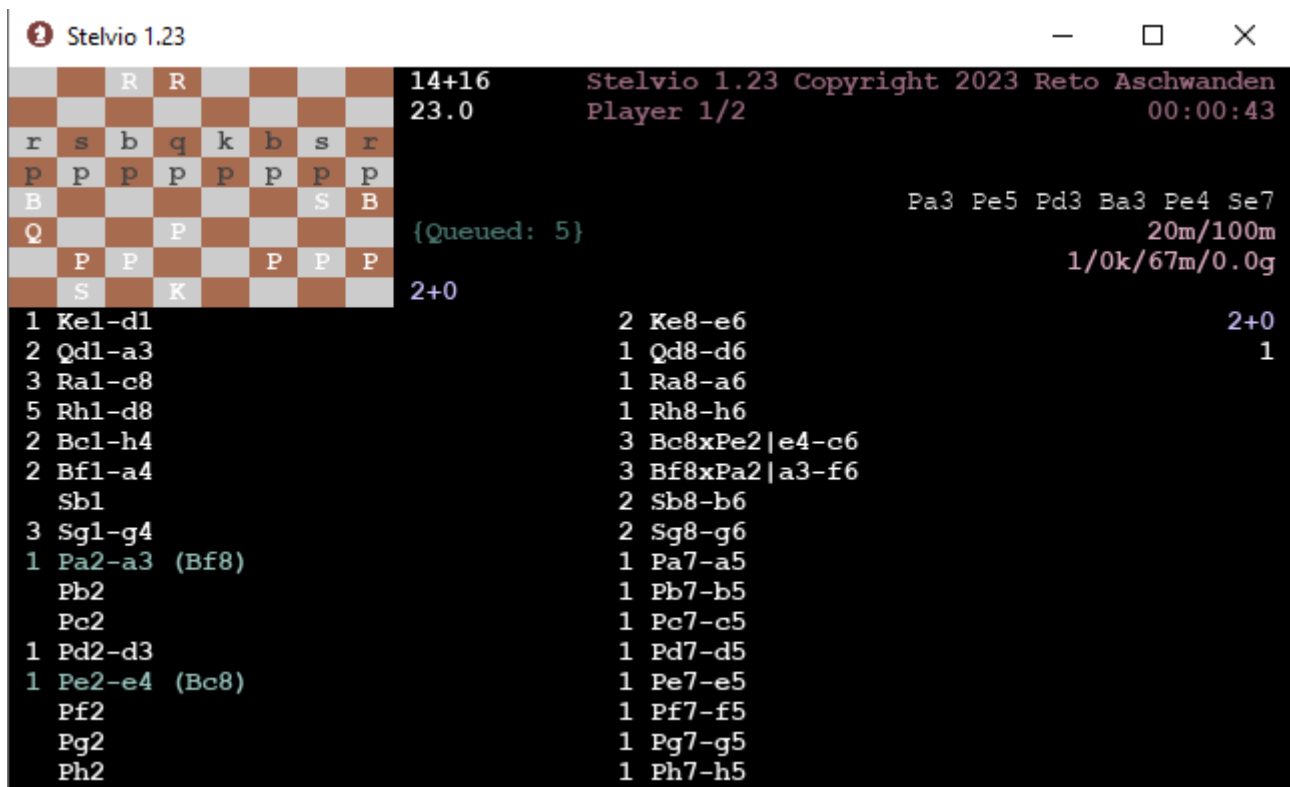 Stelvio 1.23
R R 14+16 Stelvio 1.23 Copyright 2023 Reto Aschwanden
23.0 Player 1/2 00:00:43
r s b q k b s r
p p p p p p p p
B S B Pa3 Pe5 Pd3 Ba3 Pe4 Se7
Q P {Queued: 5} 20m/100m
P P P P P 1/0k/67m/0.0g
S K 2+0
1 Ke1-d1 2 Ke8-e6 2+0
2 Qd1-a3 1 Qd8-d6 1
3 Ra1-c8 1 Ra8-a6
5 Rh1-d8 1 Rh8-h6
2 Bc1-h4 3 Bc8xPe2|e4-c6
2 Bf1-a4 3 Bf8xPa2|a3-f6
Sb1 2 Sb8-b6
3 Sg1-g4 2 Sg8-g6
1 Pa2-a3 (Bf8) 1 Pa7-a5
Pb2 1 Pb7-b5
Pc2 1 Pc7-c5
1 Pd2-d3 1 Pd7-d5
1 Pe2-e4 (Bc8) 1 Pe7-e5
Pf2 1 Pf7-f5
Pg2 1 Pg7-g5
Ph2 1 Ph7-h5